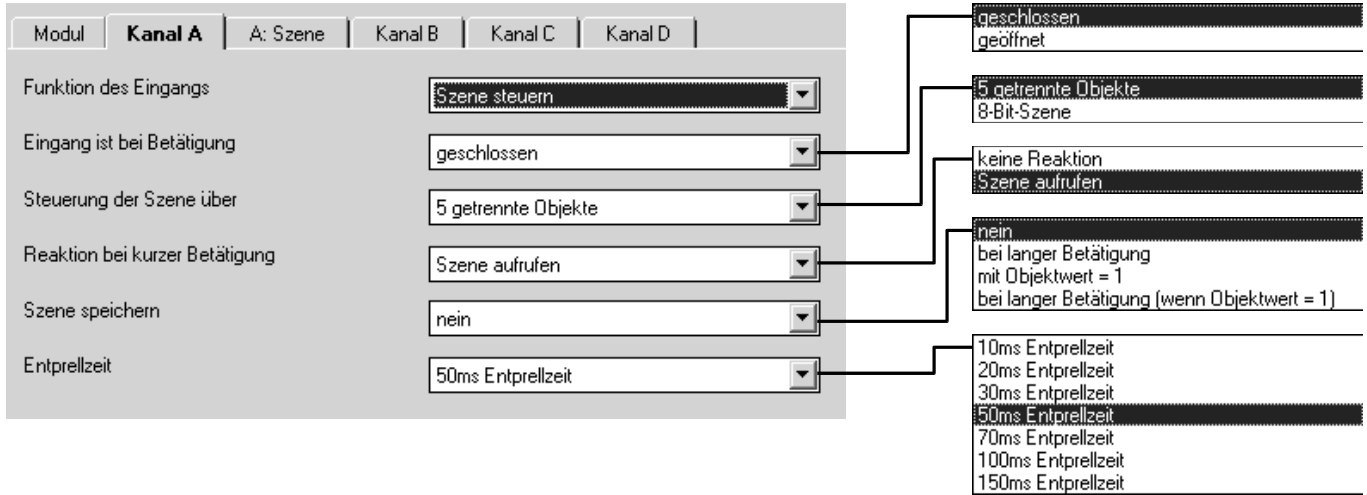 Modul Kanal A A: Szene Kanal B Kanal C Kanal D
Funktion des Eingangs Szene steuern
Eingang ist bei Betätigung geschlossen
Steuerung der Szene über 5 getrennte Objekte
Reaktion bei kurzer Betätigung Szene aufrufen
Szene speichern nein
Entprellzeit 50ms Entprellzeit
geschlossen
geöffnet
5 getrennte Objekte
8-Bit-Szene
keine Reaktion
Szene aufrufen
nein
bei langer Betätigung
mit Objektwert = 1
bei langer Betätigung (wenn Objektwert = 1)
10ms Entprellzeit
20ms Entprellzeit
30ms Entprellzeit
50ms Entprellzeit
70ms Entprellzeit
100ms Entprellzeit
150ms Entprellzeit